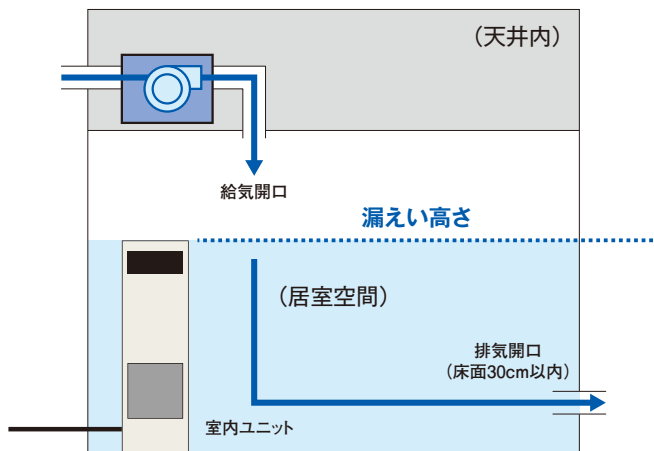 （天井内）
給気開口
漏えい高さ
（居室空間）
排気開口
（床面30cm以内）
室内ユニット